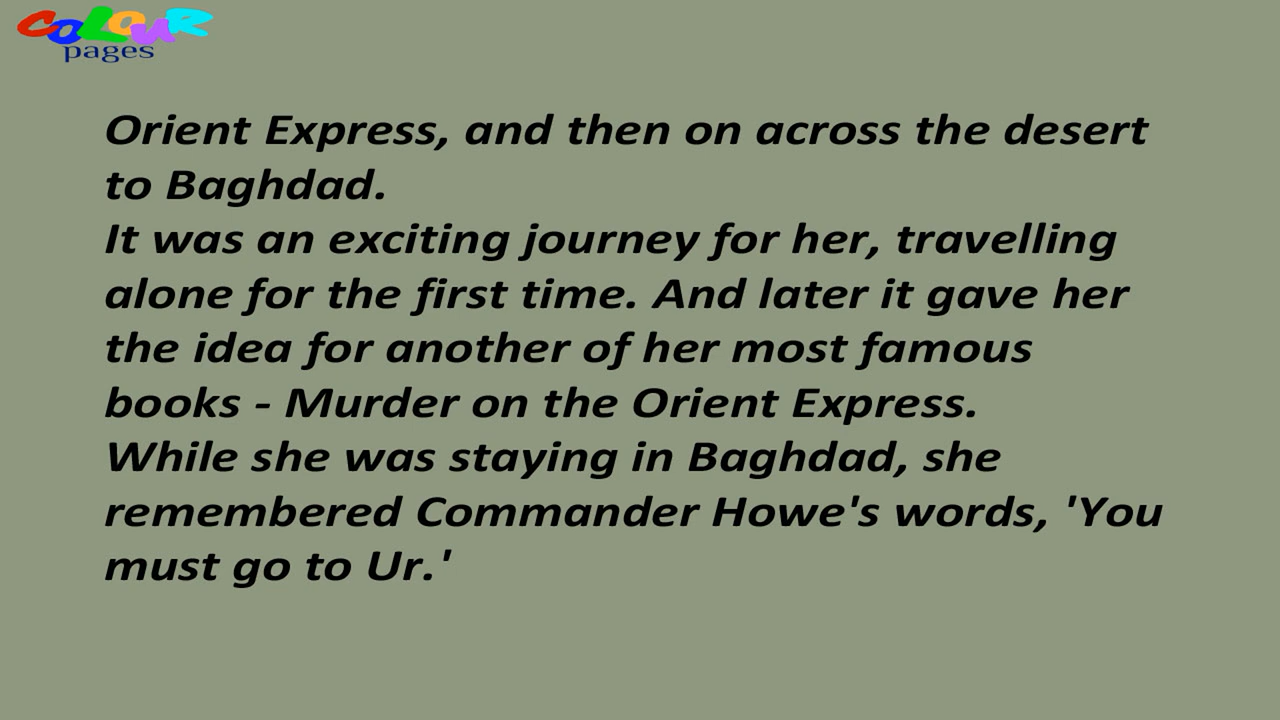 COLOUR
pages
Orient Express, and then on across the desert
to Baghdad.
It was an exciting journey for her, travelling
alone for the first time. And later it gave her
the idea for another of her most famous
books - Murder on the Orient Express.
While she was staying in Baghdad, she
remembered Commander Howe's words, 'You
must go to Ur.'